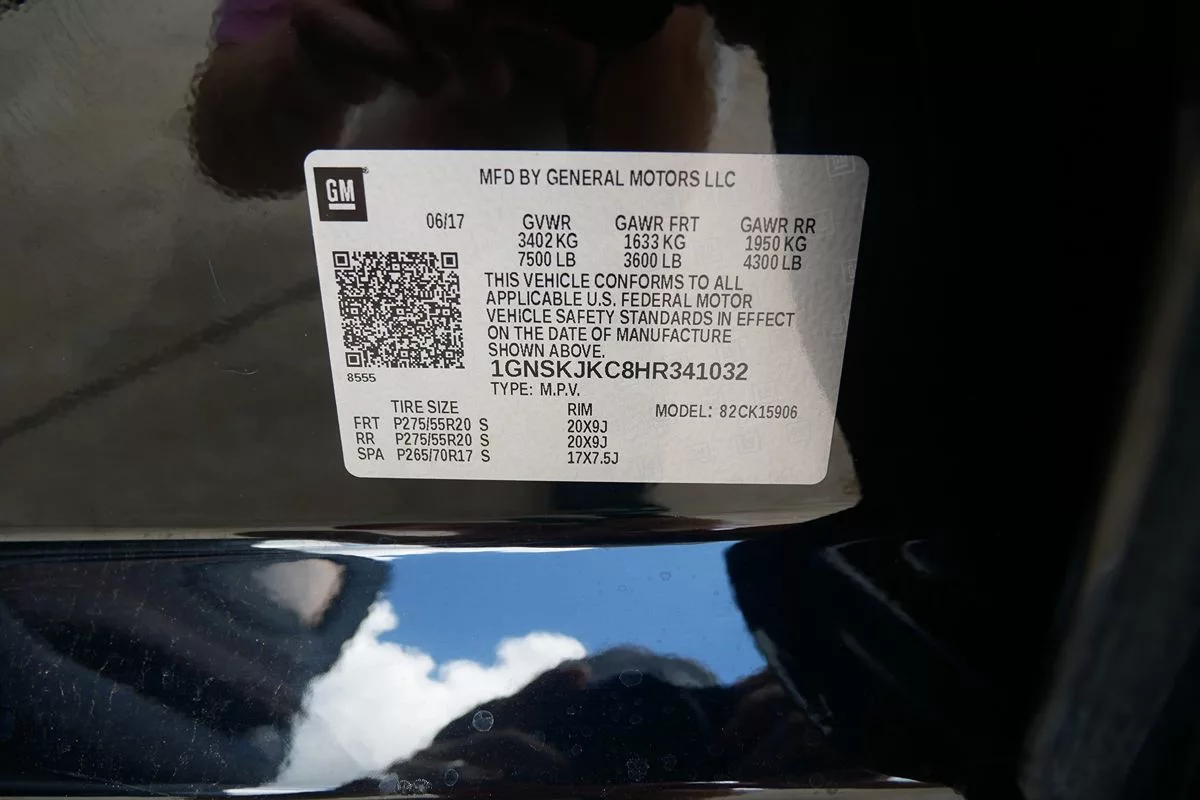 GM
MFD BY GENERAL MOTORS LLC
06/17 GVWR GAWR FRT GAWR RR
3402 KG 1633 KG 1950 KG
7500 LB 3600 LB 4300 LB
THIS VEHICLE CONFORMS TO ALL
APPLICABLE U.S. FEDERAL MOTOR
VEHICLE SAFETY STANDARDS IN EFFECT
ON THE DATE OF MANUFACTURE
SHOWN ABOVE.
8555
1GNSKJKC8HR341032
TYPE: M.P.V.
TIRE SIZE RIM MODEL: 82CK15906
FRT P275/55R20 S 20X9J
RR P275/55R20 S 20X9J
SPA P265/70R17 S 17X7.5J